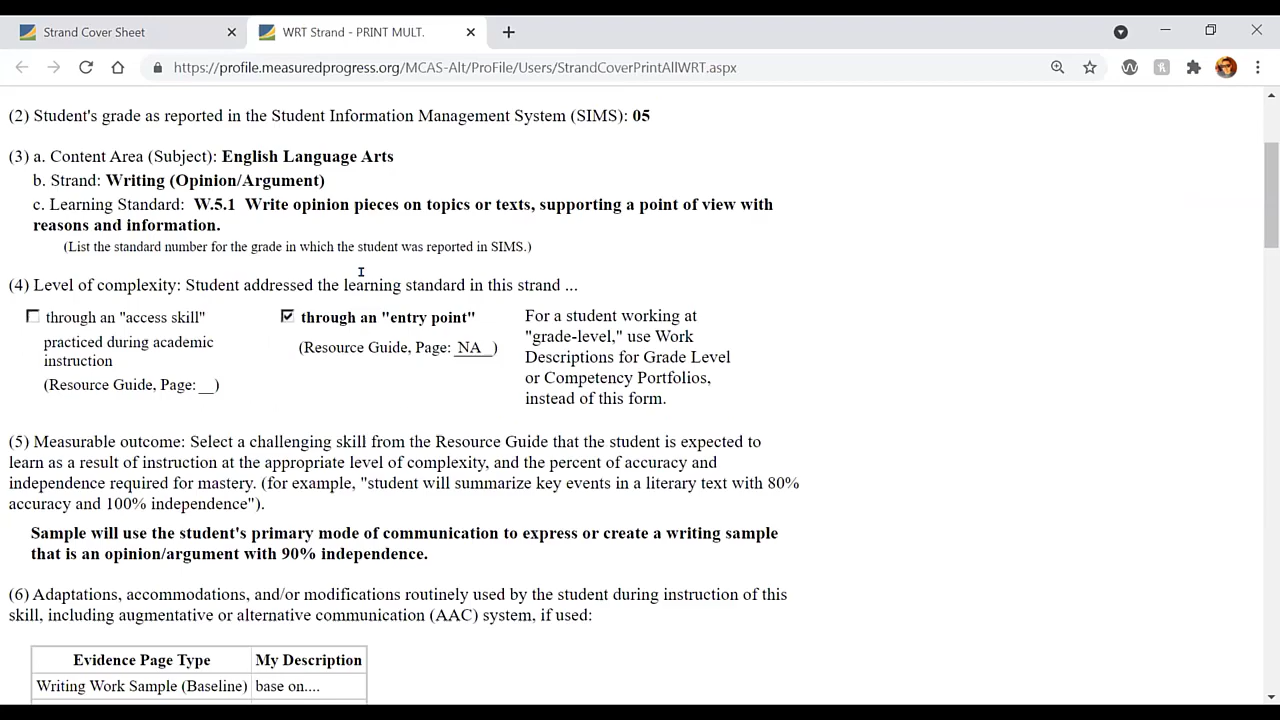 Strand Cover Sheet
WRT Strand - PRINT MULT.
https://profile.measuredprogress.org/MCAS-Alt/ProFile/Users/StrandCoverPrintAllWRT.aspx
(2) Student's grade as reported in the Student Information Management System (SIMS): 05
(3) a. Content Area (Subject): English Language Arts
b. Strand: Writing (Opinion/Argument)
c. Learning Standard: W.5.1 Write opinion pieces on topics or texts, supporting a point of view with
reasons and information.
(List the standard number for the grade in which the student was reported in SIMS.)
(4) Level of complexity: Student addressed the learning standard in this strand ...
through an "access skill"
practiced during academic
instruction
(Resource Guide, Page: __)
through an "entry point"
(Resource Guide, Page: NA )
For a student working at
"grade-level," use Work
Descriptions for Grade Level
or Competency Portfolios,
instead of this form.
(5) Measurable outcome: Select a challenging skill from the Resource Guide that the student is expected to
learn as a result of instruction at the appropriate level of complexity, and the percent of accuracy and
independence required for mastery. (for example, "student will summarize key events in a literary text with 80%
accuracy and 100% independence").
Sample will use the student's primary mode of communication to express or create a writing sample
that is an opinion/argument with 90% independence.
(6) Adaptations, accommodations, and/or modifications routinely used by the student during instruction of this
skill, including augmentative or alternative communication (AAC) system, if used:
Evidence Page Type My Description
Writing Work Sample (Baseline) base on....